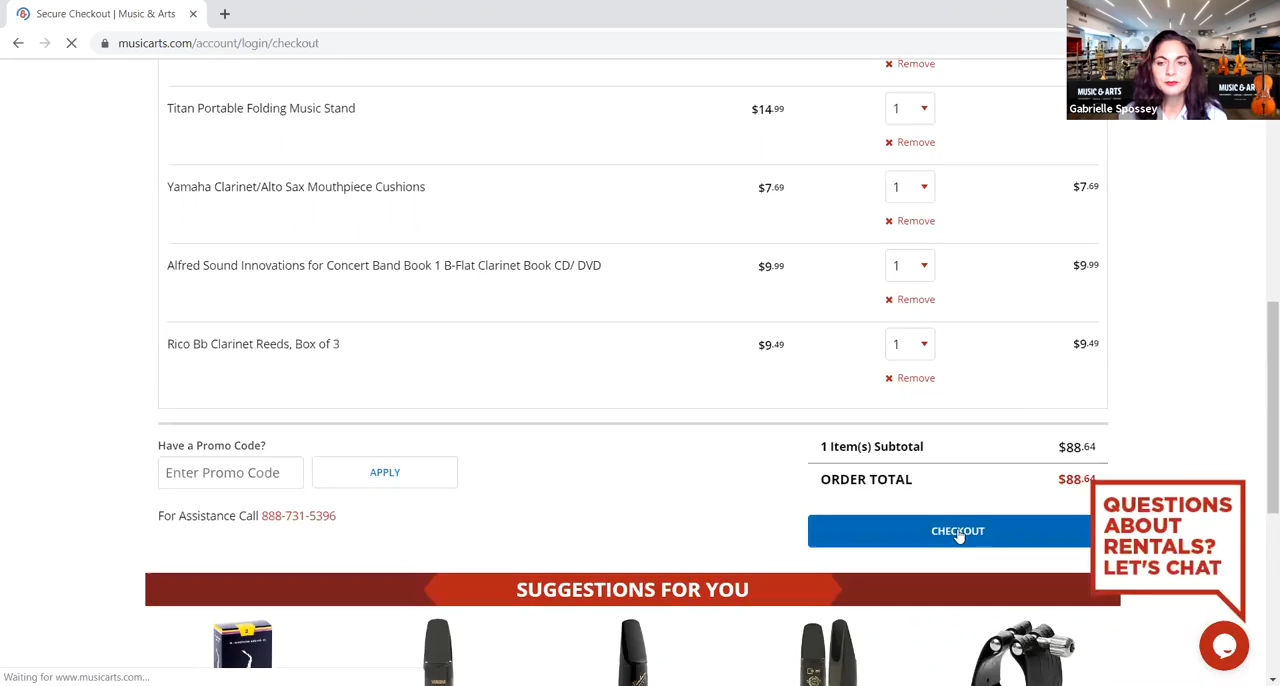 Secure Checkout | Music & Arts
musicarts.com/account/login/checkout
MUSIC & ARTS
MUSIC & AR
Gabrielle Spossey
Remove
Titan Portable Folding Music Stand $14.99 1
Remove
Yamaha Clarinet/Alto Sax Mouthpiece Cushions $7.69 1 $7.69
Remove
Alfred Sound Innovations for Concert Band Book 1 B-Flat Clarinet Book CD/ DVD $9.99 1 $9.99
Remove
Rico Bb Clarinet Reeds, Box of 3 $9.49 1 $9.49
Remove
Have a Promo Code? 1 Item(s) Subtotal $88.64
Enter Promo Code APPLY ORDER TOTAL $88.64
For Assistance Call 888-731-5396
CHECKOUT
QUESTIONS
ABOUT
RENTALS?
LET'S CHAT
SUGGESTIONS FOR YOU
Waiting for www.musicarts.com...